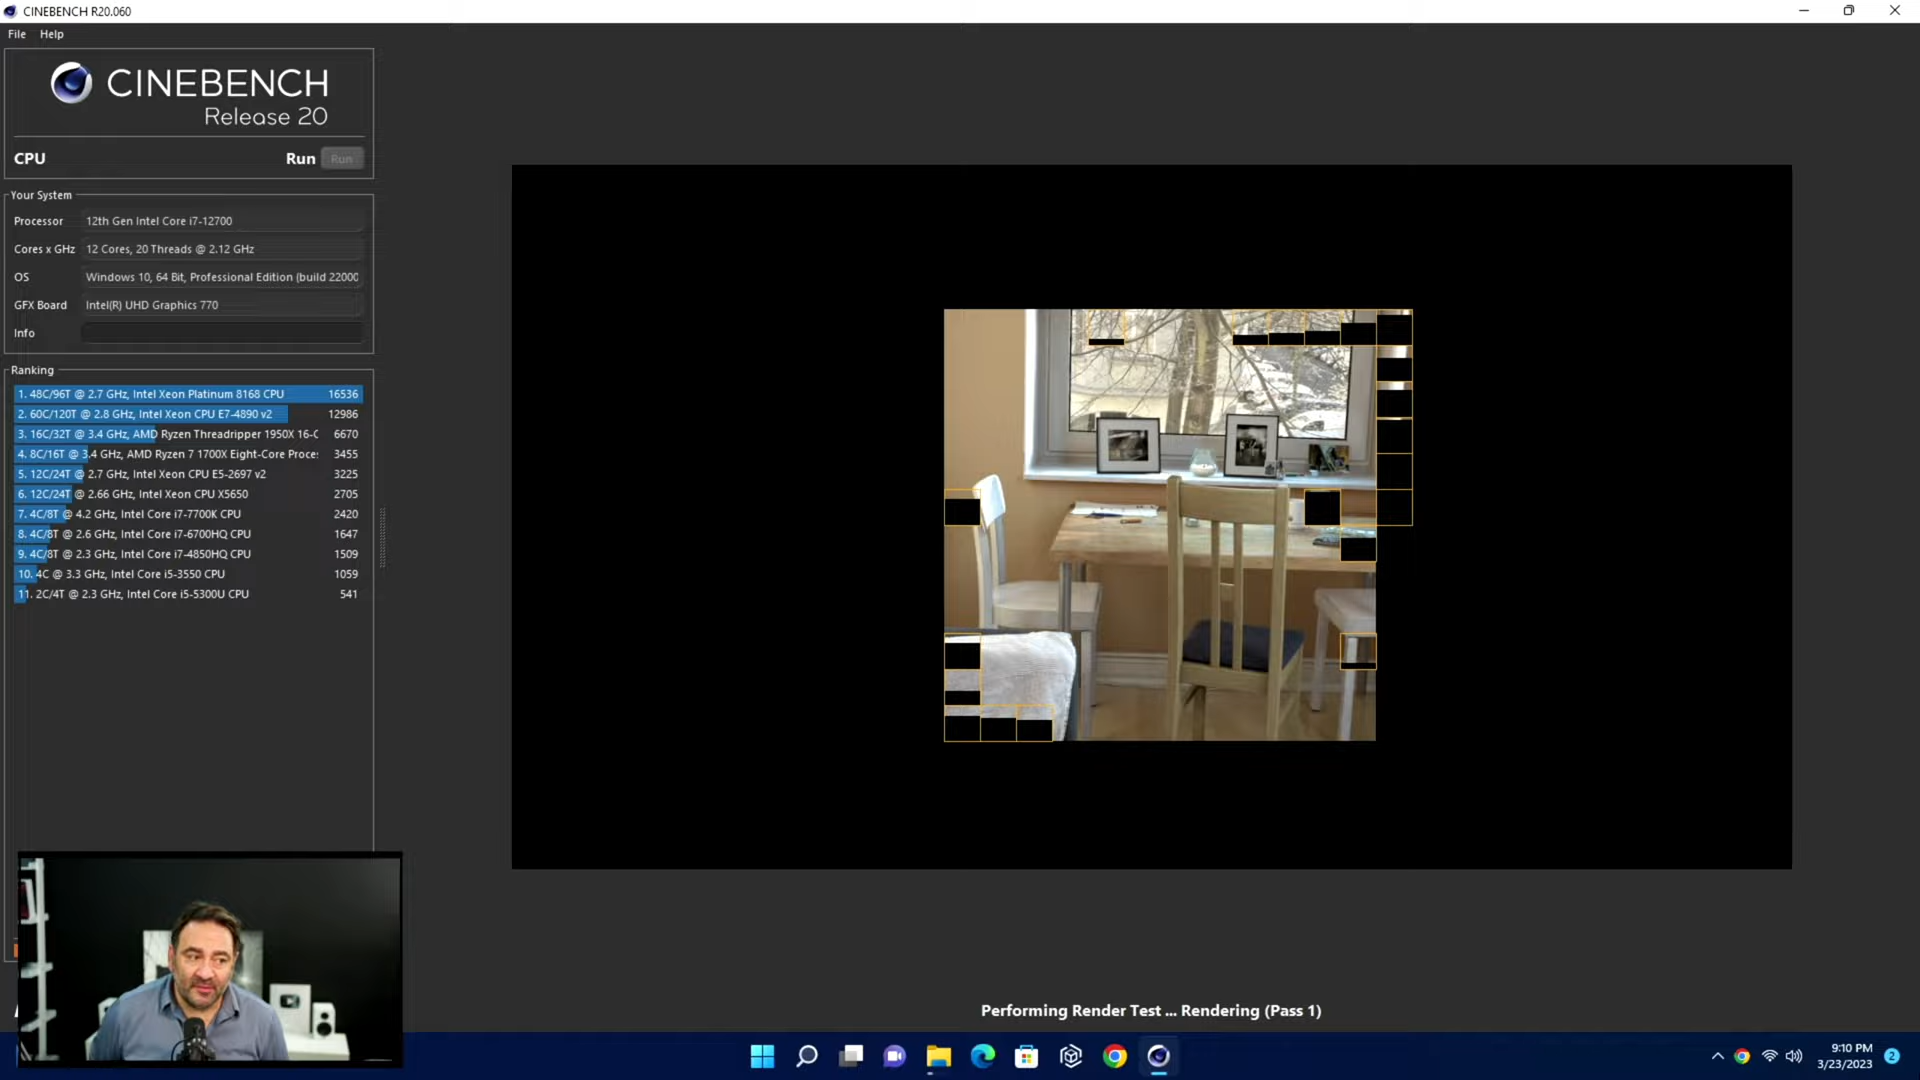 CINEBENCH R20.060
File Help
CINEBENCH
Release 20
CPU Run Run
Your System
Processor 12th Gen Intel Core i7-12700
Cores x GHz 12 Cores, 20 Threads @ 2.12 GHz
OS Windows 10, 64 Bit, Professional Edition (build 22000
GFX Board Intel(R) UHD Graphics 770
Info
Ranking
1. 48C/96T @ 2.7 GHz, Intel Xeon Platinum 8168 CPU 16536
2. 60C/120T @ 2.8 GHz, Intel Xeon CPU E7-4890 v2 12986
3. 16C/32T @ 3.4 GHz, AMD Ryzen Threadripper 1950X 16-C 6670
4. 8C/16T @ 3.4 GHz, AMD Ryzen 7 1700X Eight-Core Proces 3455
5. 12C/24T @ 2.7 GHz, Intel Xeon CPU E5-2697 v2 3225
6. 12C/24T @ 2.66 GHz, Intel Xeon CPU X5650 2705
7. 4C/8T @ 4.2 GHz, Intel Core i7-7700K CPU 2420
8. 4C/8T @ 2.6 GHz, Intel Core i7-6700HQ CPU 1647
9. 4C/8T @ 2.3 GHz, Intel Core i7-4850HQ CPU 1509
10. 4C @ 3.3 GHz, Intel Core i5-3550 CPU 1059
11. 2C/4T @ 2.3 GHz, Intel Core i5-5300U CPU 541
Performing Render Test ... Rendering (Pass 1)
9:10 PM
3/23/2023
2